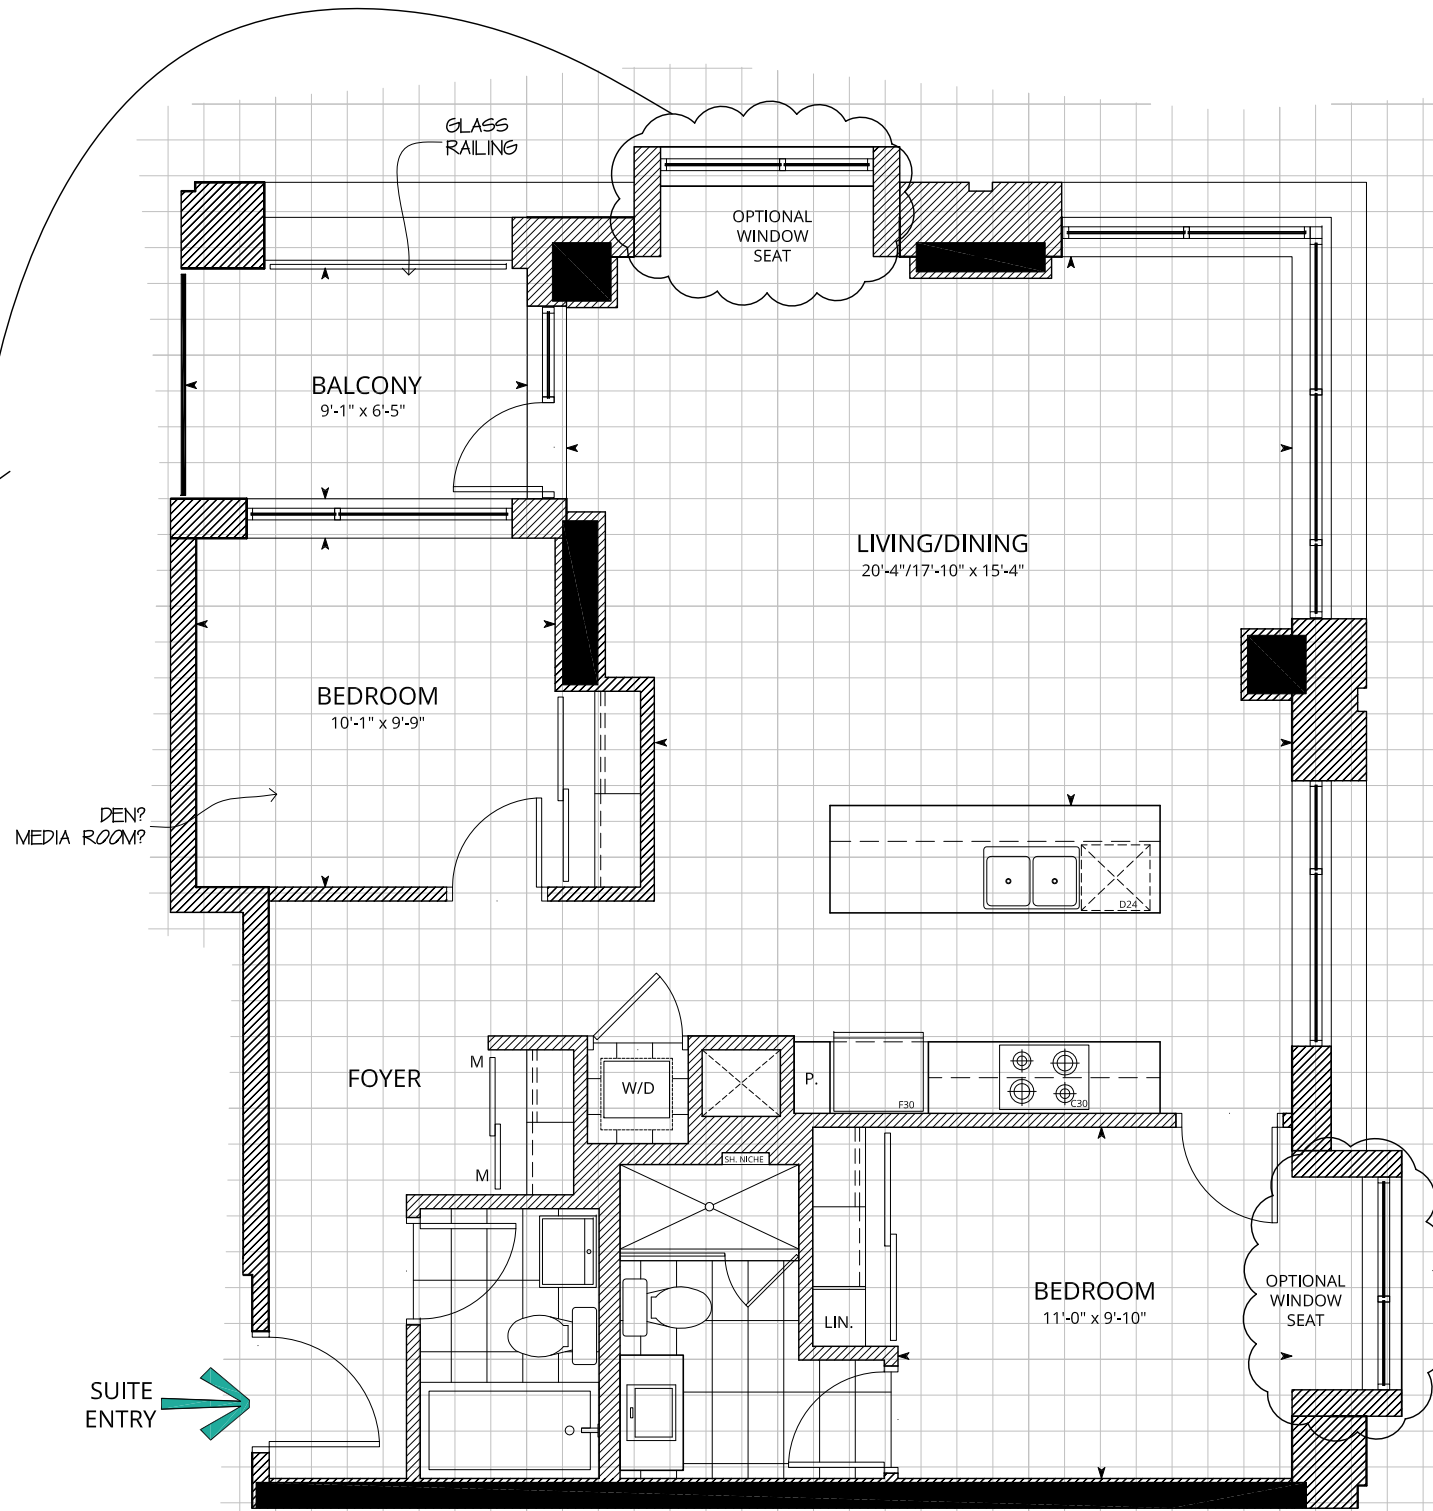 GLASS
RAILING
OPTIONAL
WINDOW
SEAT
BALCONY
9'-1" x 6'-5"
LIVING/DINING
20'-4"/17'-10" x 15'-4"
BEDROOM
10'-1" x 9'-9"
DEN?
MEDIA ROOM?
D24
FOYER
M
W/D
P.
F30
C30
M
SH. NICHE
BEDROOM
11'-0" x 9'-10"
OPTIONAL
WINDOW
SEAT
LIN.
SUITE
ENTRY